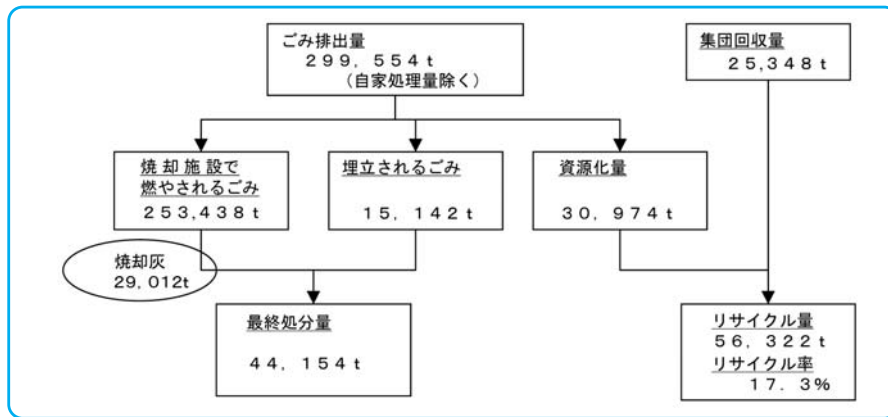 ごみ排出量
２９９，５５４ｔ
（自家処理量除く）
集団回収量
２５,３４８ｔ
焼却施設で
燃やされるごみ
２５３,４３８ｔ
埋立されるごみ
１５，１４２ｔ
資源化量
３０，９７４ｔ
焼却灰
29,012t
最終処分量
４４，１５４ｔ
リサイクル量
５６，３２２ｔ
リサイクル率
１７．３％